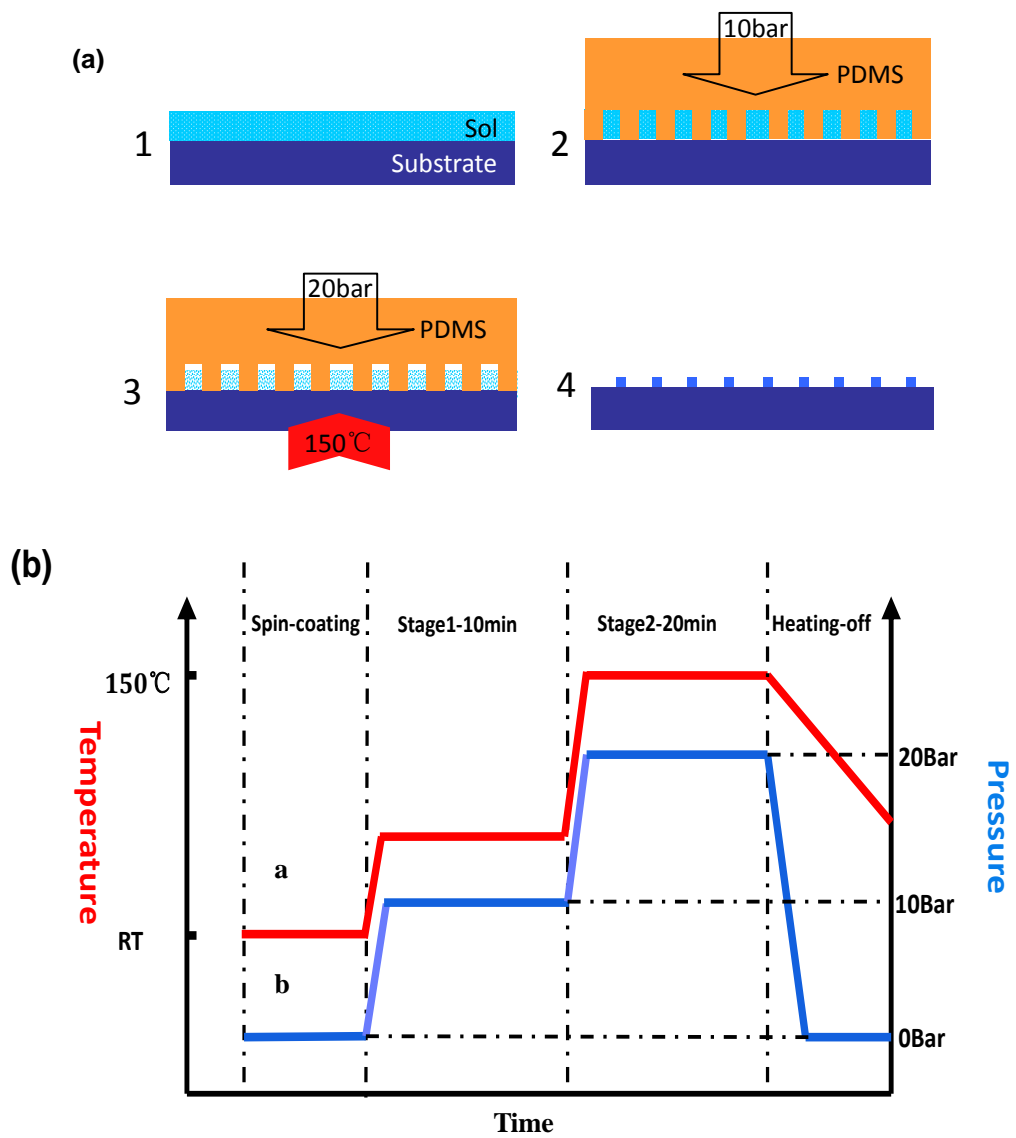 (a)
10bar
PDMS
1
Sol
Substrate
2
20bar
PDMS
3
150℃
4
(b)
Spin-coating
Stage1-10min
Stage2-20min
Heating-off
150℃
Temperature
20Bar
Pressure
a
10Bar
RT
b
0Bar
Time